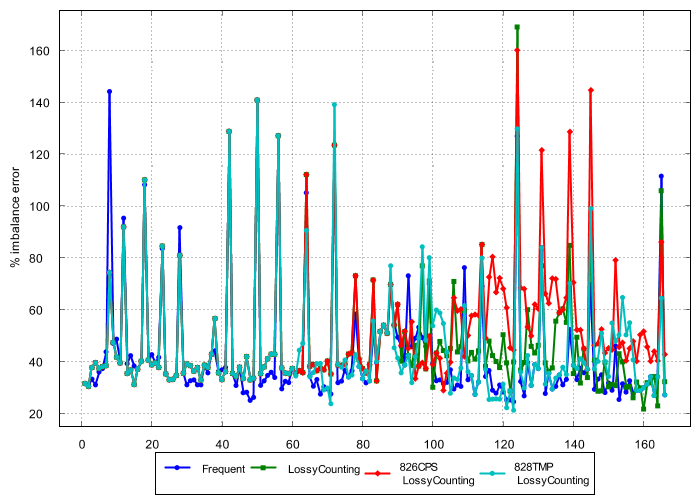 160
140
120
100
80
60
40
20
% imbalance error
0 20 40 60 80 100 120 140 160
Frequent LossyCounting 826CPS 828TMP
LossyCounting LossyCounting